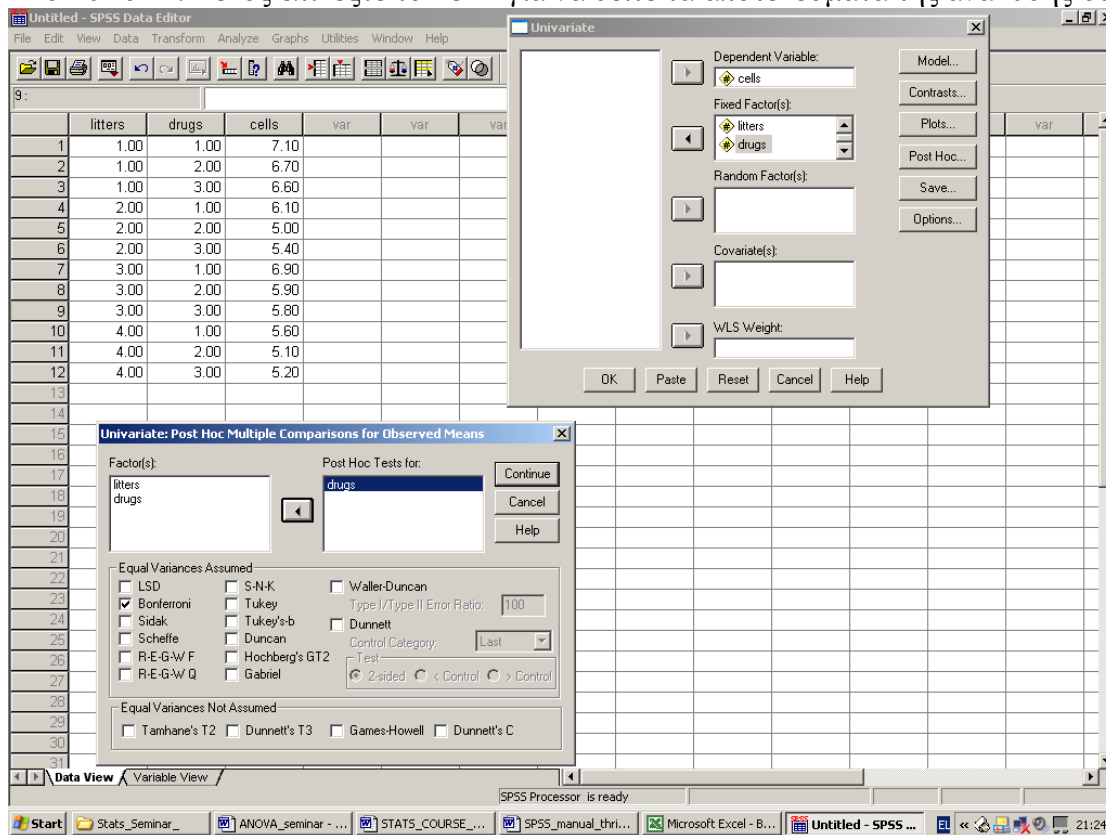 Untitled - SPSS Data Editor
File Edit View Data Transform Analyze Graphs Utilities Window Help
9 :
litters drugs cells var var var var
1 1.00 1.00 7.10
2 1.00 2.00 6.70
3 1.00 3.00 6.60
4 2.00 1.00 6.10
5 2.00 2.00 5.00
6 2.00 3.00 5.40
7 3.00 1.00 6.90
8 3.00 2.00 5.90
9 3.00 3.00 5.80
10 4.00 1.00 5.60
11 4.00 2.00 5.10
12 4.00 3.00 5.20
13
14
15
16
17
18
19
20
21
22
23
24
25
26
27
28
29
30
31
Univariate
Dependent Variable:
cells
Fixed Factor(s):
litters
drugs
Random Factor(s):
Covariate(s):
WLS Weight:
Model...
Contrasts...
Plots...
Post Hoc...
Save...
Options...
OK Paste Reset Cancel Help
Univariate: Post Hoc Multiple Comparisons for Observed Means
Factor(s):
litters
drugs
Post Hoc Tests for:
drugs
Continue
Cancel
Help
Equal Variances Assumed
LSD S-N-K Waller-Duncan
Bonferroni Tukey Type I/Type II Error Ratio: 100
Sidak Tukey's-b Dunnett
Scheffe Duncan Control Category: Last
R-E-G-W F Hochberg's GT2 Test
R-E-G-W Q Gabriel 2-sided < Control > Control
Equal Variances Not Assumed
Tamhane's T2 Dunnett's T3 Games-Howell Dunnett's C
Data View Variable View
SPSS Processor is ready
Start Stats_Seminar_ ANOVA_seminar - ... STATS_COURSE_... SPSS_manual_thri... Microsoft Excel - B... Untitled - SPSS ... EL « 21:24